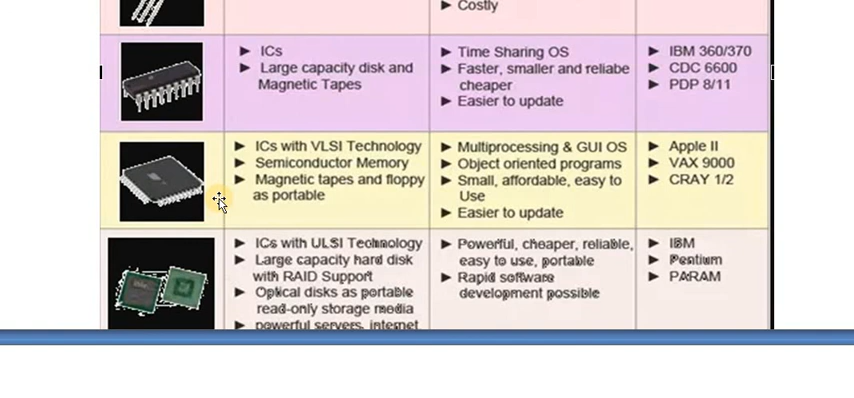 ► Costly
► ICs
► Large capacity disk and
Magnetic Tapes
► Time Sharing OS
► Faster, smaller and reliabe
cheaper
► Easier to update
► IBM 360/370
► CDC 6600
► PDP 8/11
► ICs with VLSI Technology
► Semiconductor Memory
► Magnetic tapes and floppy
as portable
► Multiprocessing & GUI OS
► Object oriented programs
► Small, affordable, easy to
Use
► Easier to update
► Apple II
► VAX 9000
► CRAY 1/2
► ICs with ULSI Technology
► Large capacity hard disk
with RAID Support
► Optical disks as portable
read-only storage media
► powerful servers, internet
► Powerful, cheaper, reliable,
easy to use, portable
► Rapid software
development possible
► IBM
► Pentium
► PARAM